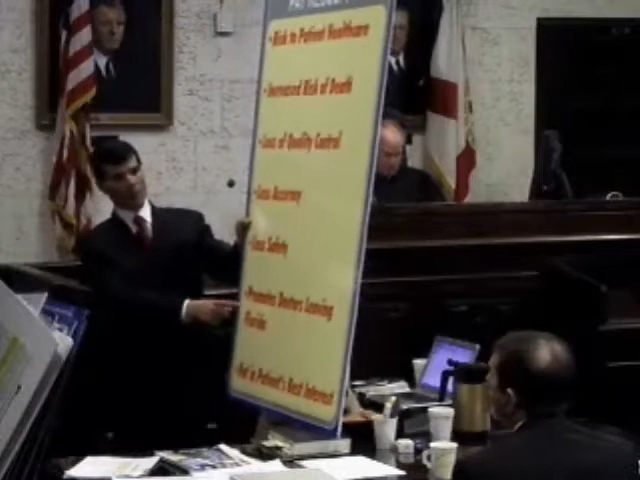 •Risk to Patient Healthcare
•Increased Risk of Death
•Loss of Quality Control
•Less Accuracy
•Less Safety
•Promotes Doctors Leaving
Florida
•Not in Patient's Best Interest